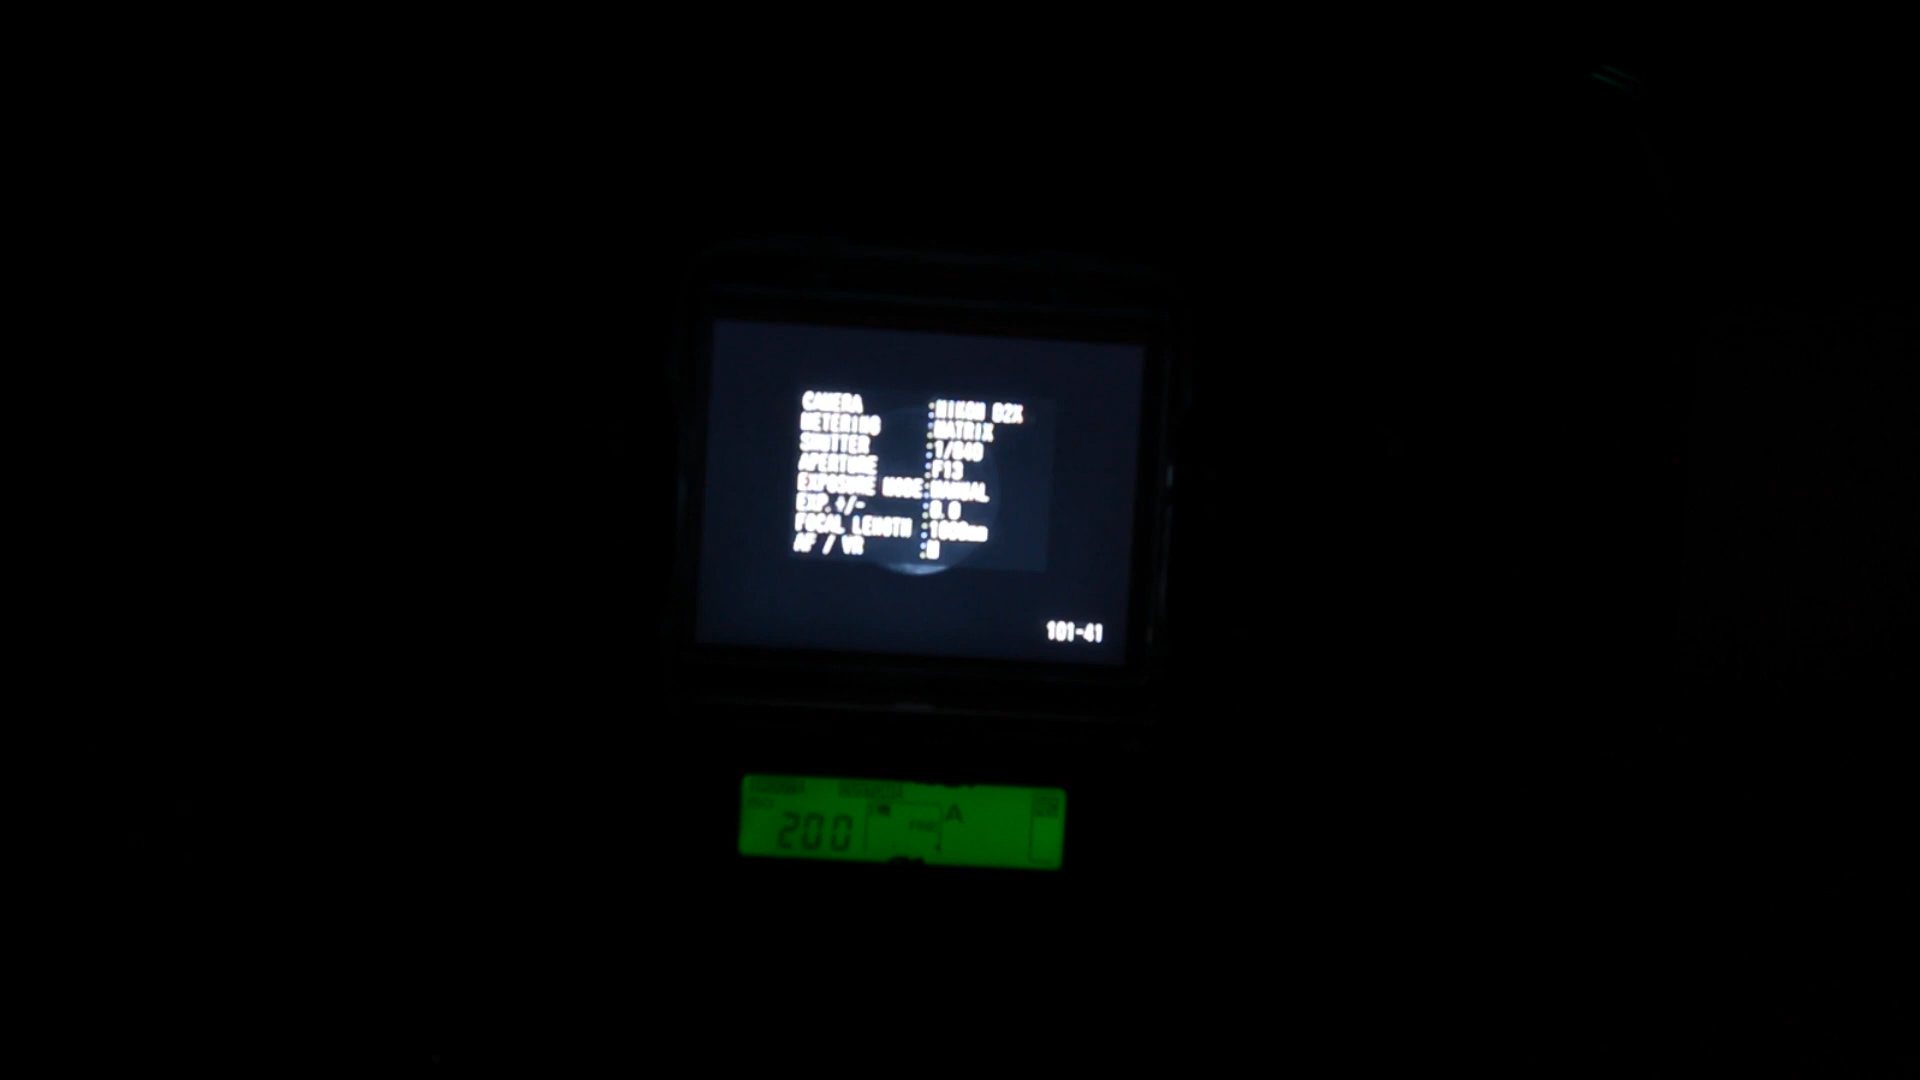 CAMERA :NIKON D2X
METERING :MATRIX
SHUTTER :1/640
APERTURE :F13
EXPOSURE MODE :MANUAL
EXP. +/- :0.0
FOCAL LENGTH :1000mm
AF / VR :M
101-41
200
FINE
A